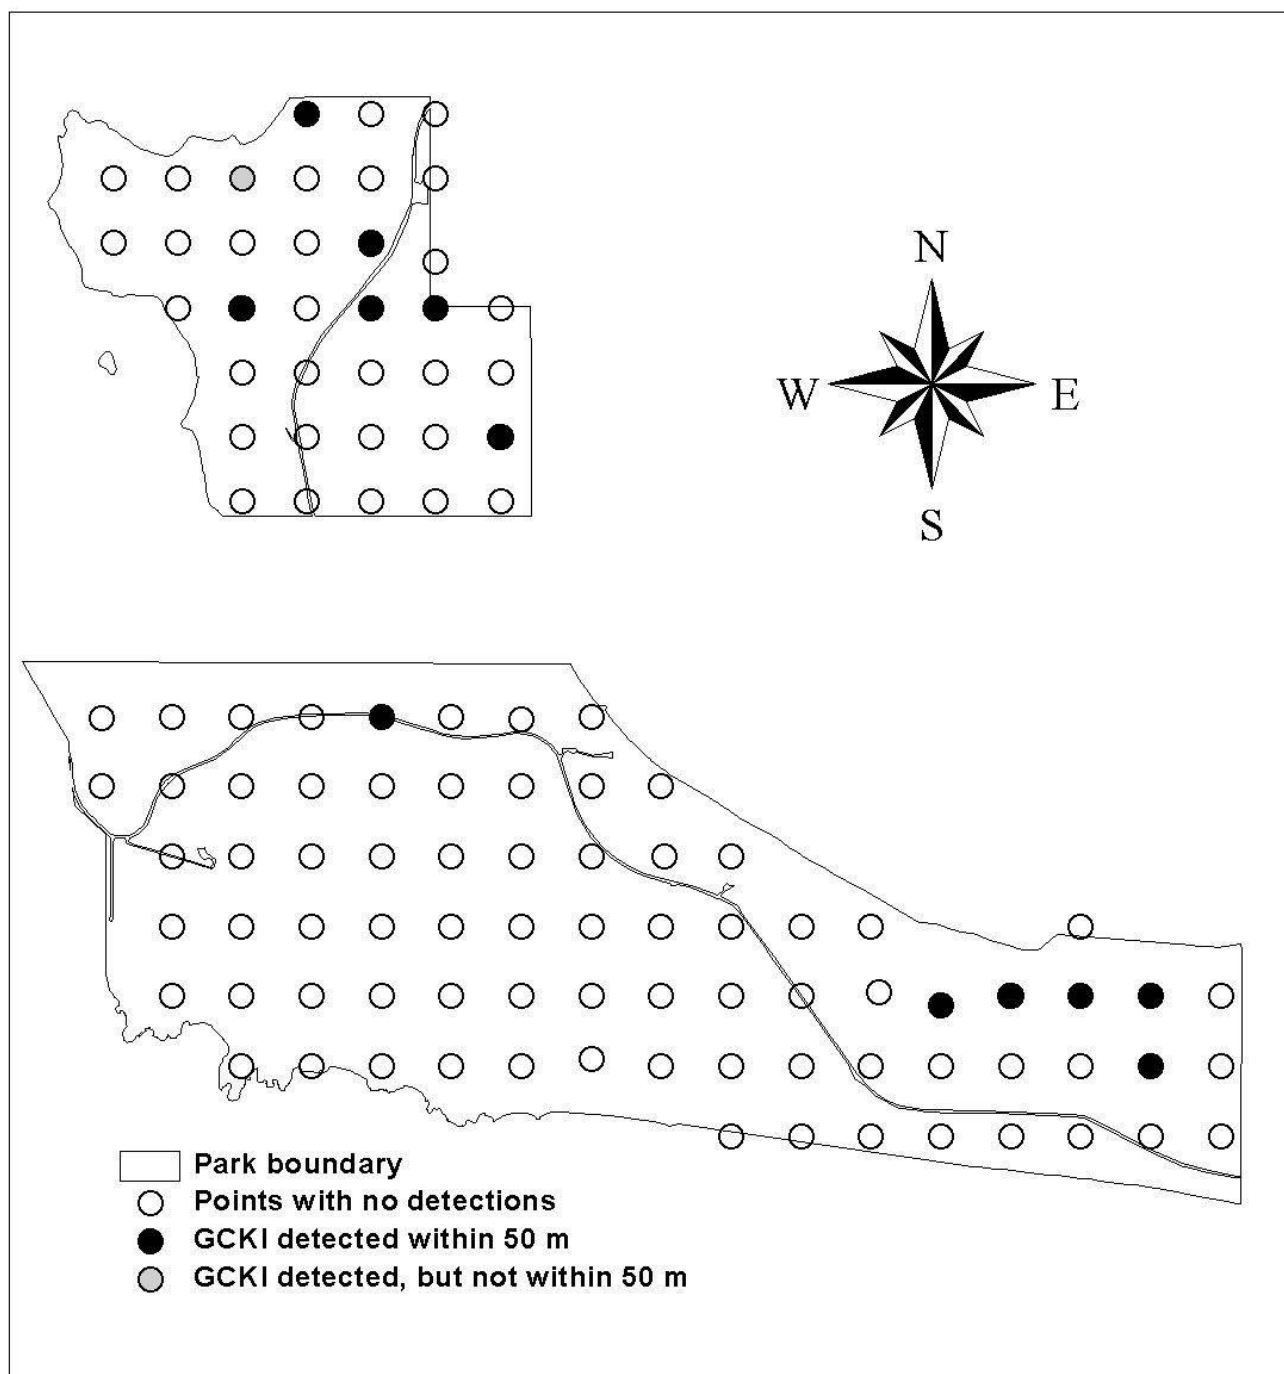 N
W
E
S
Park boundary
Points with no detections
GCKI detected within 50 m
GCKI detected, but not within 50 m